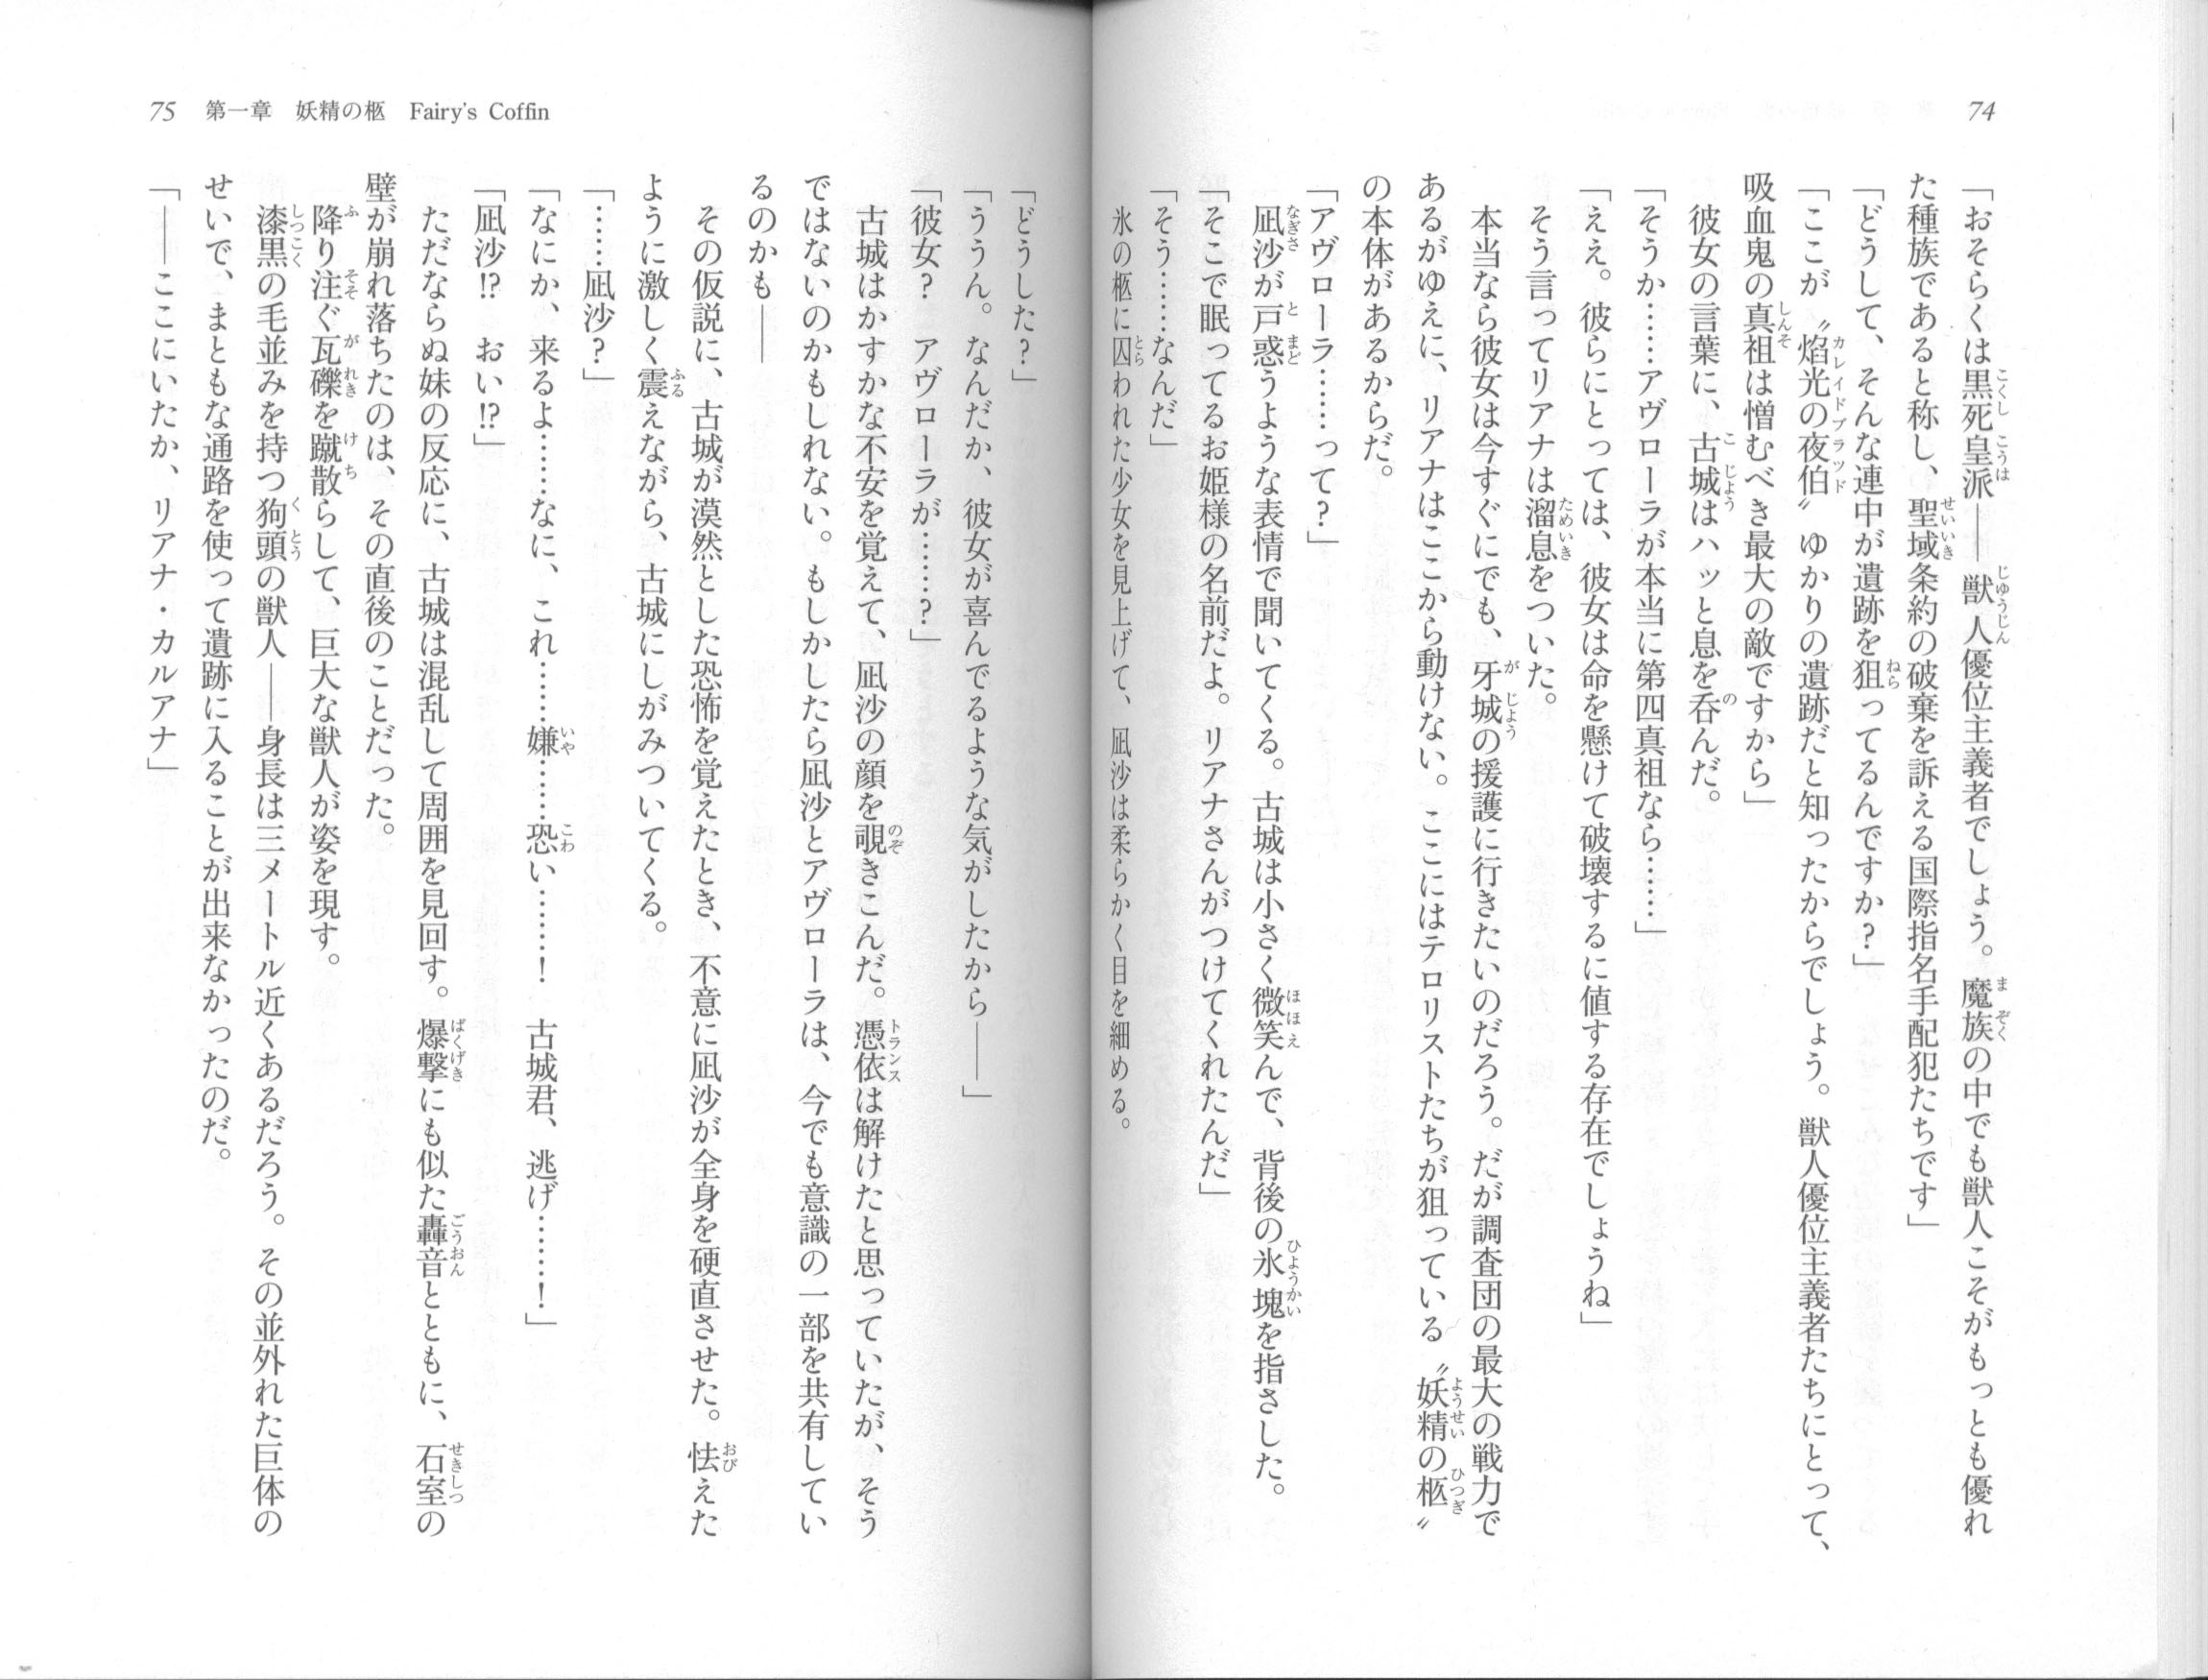 74
「おそらくは黒死皇派――獣人優位主義者でしょう。魔族の中でも獣人こそがもっとも優れ
た種族であると称し、聖域条約の破棄を訴える国際指名手配犯たちです」
「どうして、そんな連中が遺跡を狙ってるんですか?」
「ここが〝焰光の夜伯〟ゆかりの遺跡だと知ったからでしょう。獣人優位主義者たちにとって、
吸血鬼の真祖は憎むべき最大の敵ですから」
彼女の言葉に、古城はハッと息を呑んだ。
「そうか……アヴローラが本当に第四真祖なら……」
「ええ。彼らにとっては、彼女は命を懸けて破壊するに値する存在でしょうね」
そう言ってリアナは溜息をついた。
本当なら彼女は今すぐにでも、牙城の援護に行きたいのだろう。だが調査団の最大の戦力で
あるがゆえに、リアナはここから動けない。ここにはテロリストたちが狙っている〝妖精の柩〟
の本体があるからだ。
「アヴローラ……って?」
凪沙が戸惑うような表情で聞いてくる。古城は小さく微笑んで、背後の氷塊を指さした。
「そこで眠ってるお姫様の名前だよ。リアナさんがつけてくれたんだ」
「そう……なんだ」
氷の柩に囚われた少女を見上げて、凪沙は柔らかく目を細める。
75 第一章 妖精の柩 Fairy's Coffin
「どうした?」
「ううん。なんだか、彼女が喜んでるような気がしたから――」
「彼女? アヴローラが……?」
古城はかすかな不安を覚えて、凪沙の顔を覗きこんだ。憑依は解けたと思っていたが、そう
ではないのかもしれない。もしかしたら凪沙とアヴローラは、今でも意識の一部を共有してい
るのかも――
その仮説に、古城が漠然とした恐怖を覚えたとき、不意に凪沙が全身を硬直させた。怯えた
ように激しく震えながら、古城にしがみついてくる。
「……凪沙?」
「なにか、来るよ……なに、これ……嫌……恐い……! 古城君、逃げ……!」
「凪沙!? おい!?」
ただならぬ妹の反応に、古城は混乱して周囲を見回す。爆撃にも似た轟音とともに、石室の
壁が崩れ落ちたのは、その直後のことだった。
降り注ぐ瓦礫を蹴散らして、巨大な獣人が姿を現す。
漆黒の毛並みを持つ狗頭の獣人――身長は三メートル近くあるだろう。その並外れた巨体の
せいで、まともな通路を使って遺跡に入ることが出来なかったのだ。
「――ここにいたか、リアナ・カルアナ」